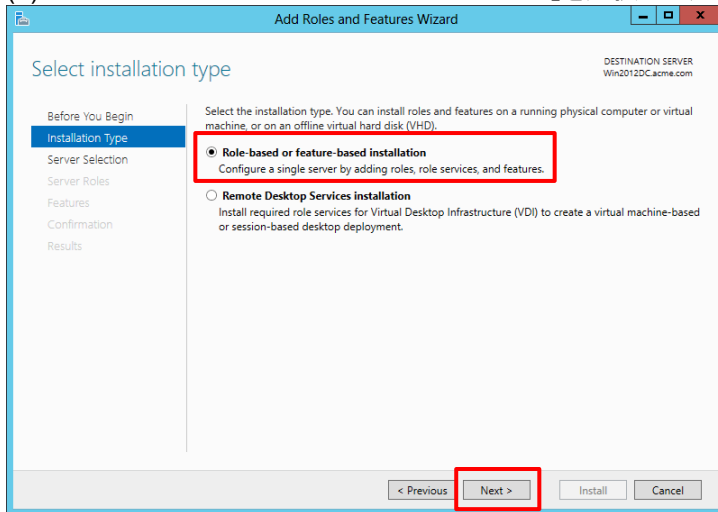 Add Roles and Features Wizard
Select installation type
DESTINATION SERVER
Win2012DC.acme.com
Before You Begin
Installation Type
Server Selection
Server Roles
Features
Confirmation
Results
Select the installation type. You can install roles and features on a running physical computer or virtual
machine, or on an offline virtual hard disk (VHD).
Role-based or feature-based installation
Configure a single server by adding roles, role services, and features.
Remote Desktop Services installation
Install required role services for Virtual Desktop Infrastructure (VDI) to create a virtual machine-based
or session-based desktop deployment.
< Previous
Next >
Install
Cancel